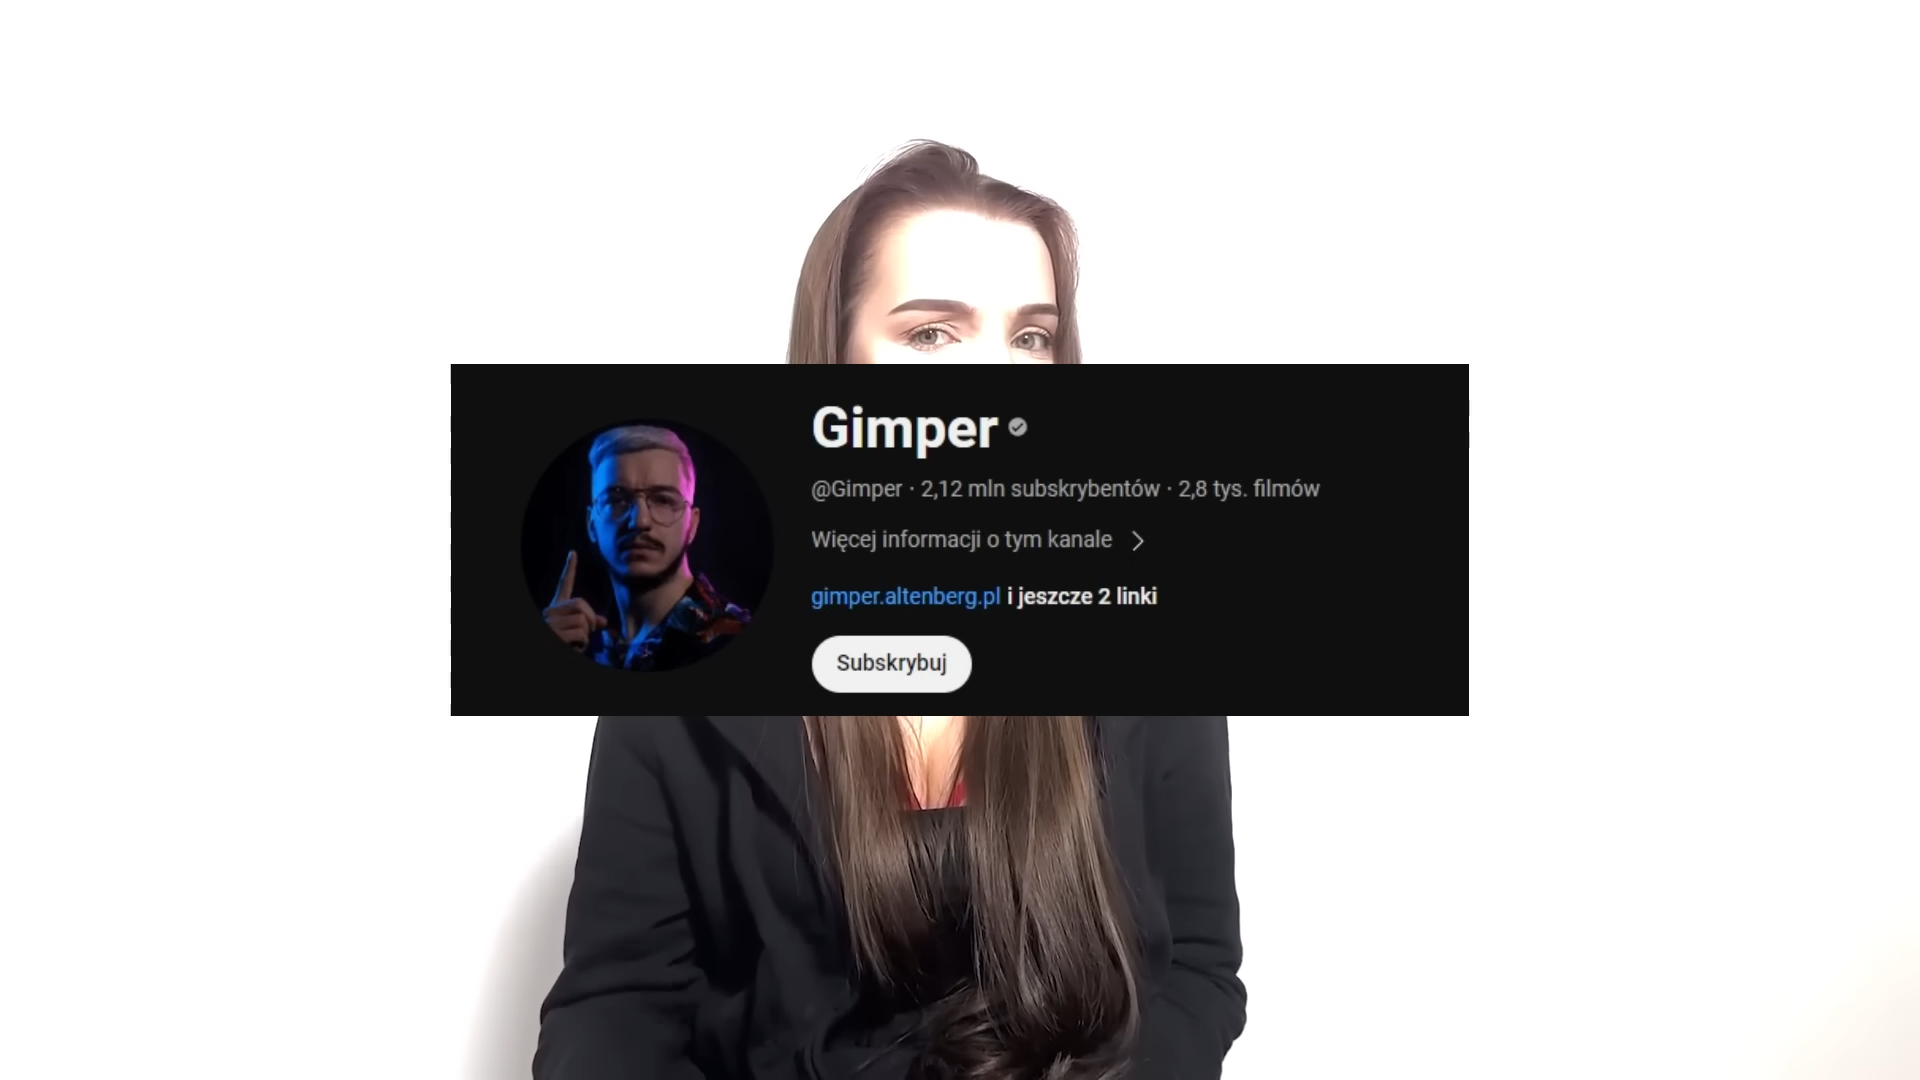 Gimper
@Gimper · 2,12 mln subskrybentów · 2,8 tys. filmów
Więcej informacji o tym kanale
gimper.altenberg.pl i jeszcze 2 linki
Subskrybuj